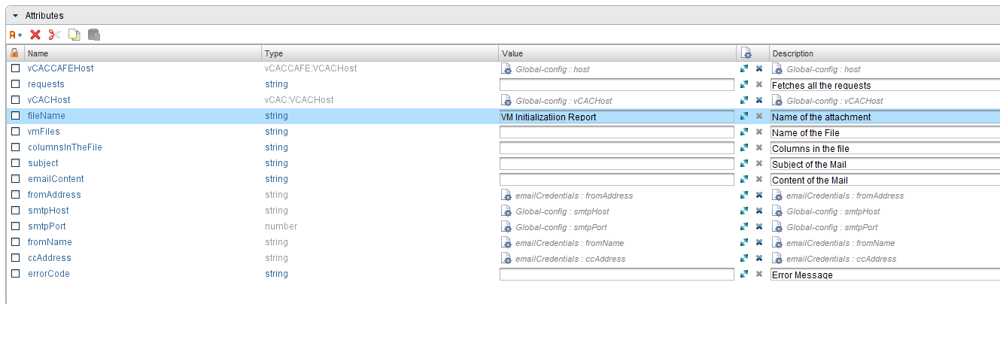 Attributes
A+
Name Type Value Description
vCACCAFEHost vCACCAFE:VCACHost Global-config : host Global-config : host
requests string Fetches all the requests
vCACHost vCAC:VCACHost Global-config : vCACHost Global-config : vCACHost
fileName string VM Initializatiion Report Name of the attachment
vmFiles string Name of the File
columnsInTheFile string Columns in the file
subject string Subject of the Mail
emailContent string Content of the Mail
fromAddress string emailCredentials : fromAddress emailCredentials : fromAddress
smtpHost string Global-config : smtpHost Global-config : smtpHost
smtpPort number Global-config : smtpPort Global-config : smtpPort
fromName string emailCredentials : fromName emailCredentials : fromName
ccAddress string emailCredentials : ccAddress emailCredentials : ccAddress
errorCode string Error Message